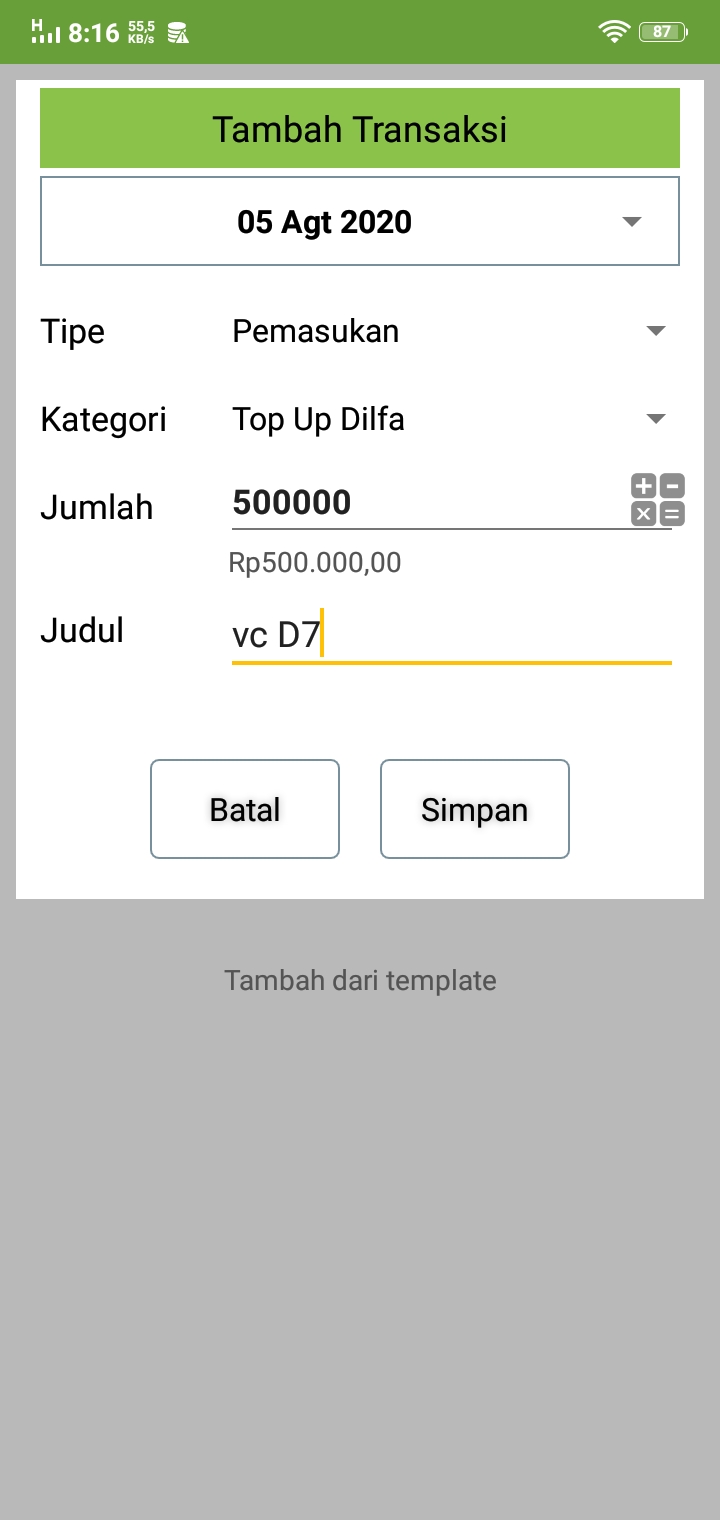 H 8:16 55,5 KB/s 87
Tambah Transaksi
05 Agt 2020
Tipe Pemasukan
Kategori Top Up Dilfa
Jumlah 500000
Rp500.000,00
Judul vc D7
Batal Simpan
Tambah dari template